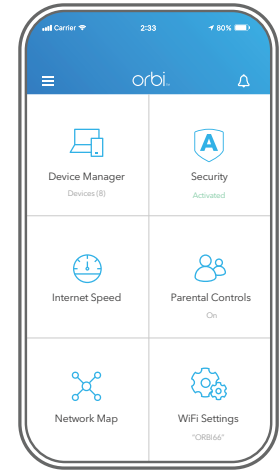 Carrier 2:33 80%
orbi
A
Device Manager Security
Devices (8) Activated
Internet Speed Parental Controls
On
Network Map WiFi Settings
"ORBI66"